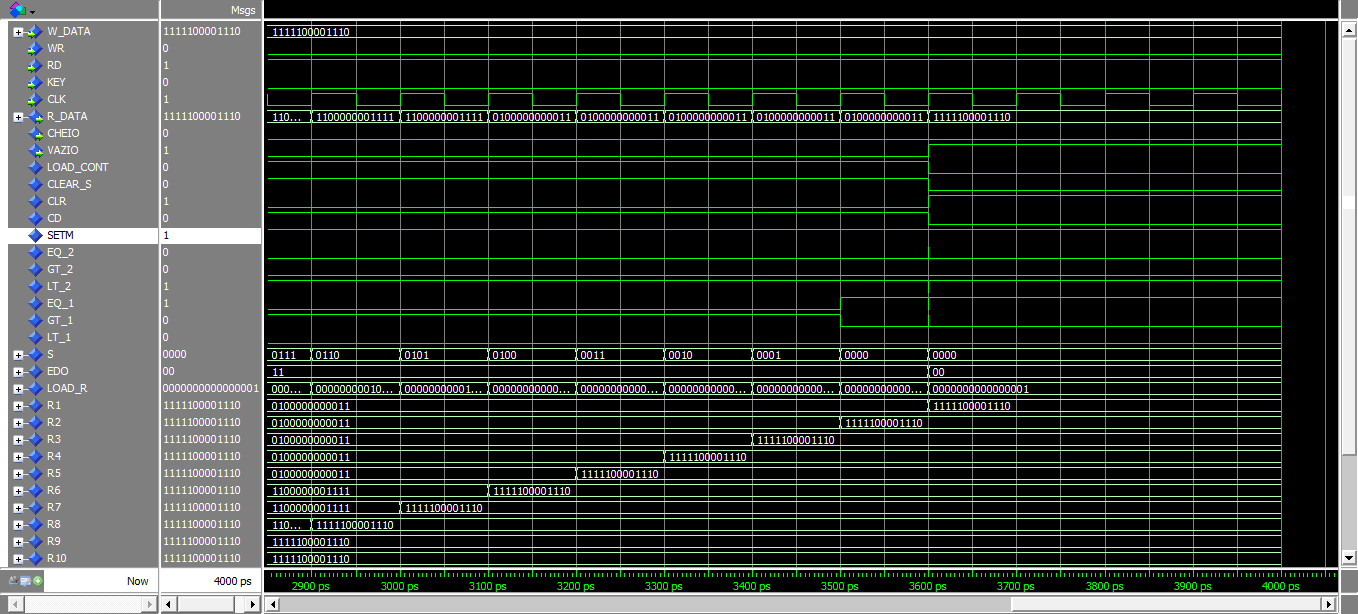 Msgs
W_DATA 1111100001110 1111100001110
WR 0
RD 1
KEY 0
CLK 1
R_DATA 1111100001110 110... 1100000001111 1100000001111 0100000000011 0100000000011 0100000000011 0100000000011 0100000000011 1111100001110
CHEIO 0
VAZIO 1
LOAD_CONT 0
CLEAR_S 0
CLR 1
CD 0
SETM 1
EQ_2 0
GT_2 0
LT_2 1
EQ_1 1
GT_1 0
LT_1 0
S 0000 0111 0110 0101 0100 0011 0010 0001 0000 0000
EDO 00 11 00
LOAD_R 0000000000000001 000... 00000000010... 00000000001... 00000000000... 00000000000... 00000000000... 00000000000... 00000000000... 0000000000000001
R1 1111100001110 0100000000011 1111100001110
R2 1111100001110 0100000000011 1111100001110
R3 1111100001110 0100000000011 1111100001110
R4 1111100001110 0100000000011 1111100001110
R5 1111100001110 0100000000011 1111100001110
R6 1111100001110 1100000001111 1111100001110
R7 1111100001110 1100000001111 1111100001110
R8 1111100001110 110... 1111100001110
R9 1111100001110 1111100001110
R10 1111100001110 1111100001110
Now 4000 ps 2900 ps 3000 ps 3100 ps 3200 ps 3300 ps 3400 ps 3500 ps 3600 ps 3700 ps 3800 ps 3900 ps 4000 ps